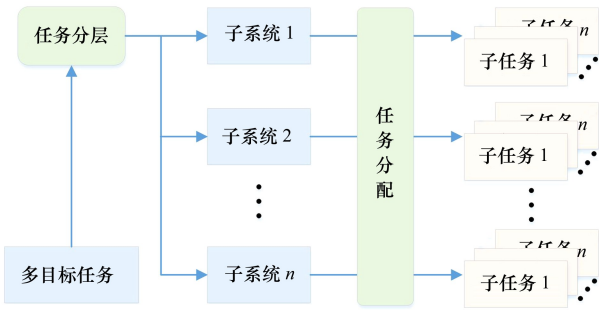 任务分层
子系统 1
子任务 n
子任务 1
子系统 2
任务分配
子任务 n
子任务 1
多目标任务
子系统 n
子任务 n
子任务 1